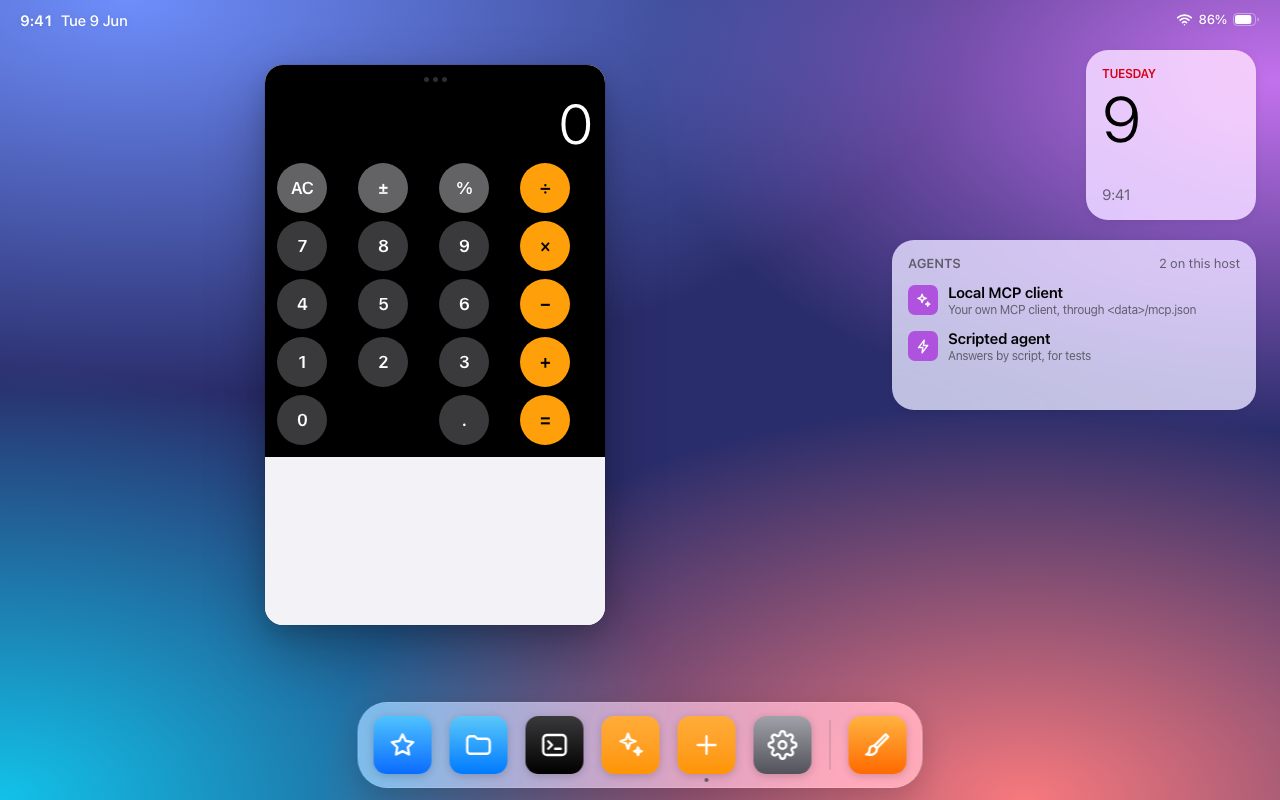 9:41 Tue 9 Jun
86%
0
AC ± % ÷
7 8 9 ×
4 5 6 −
1 2 3 +
0 . =
TUESDAY
9
9:41
AGENTS 2 on this host
Local MCP client
Your own MCP client, through <data>/mcp.json
Scripted agent
Answers by script, for tests